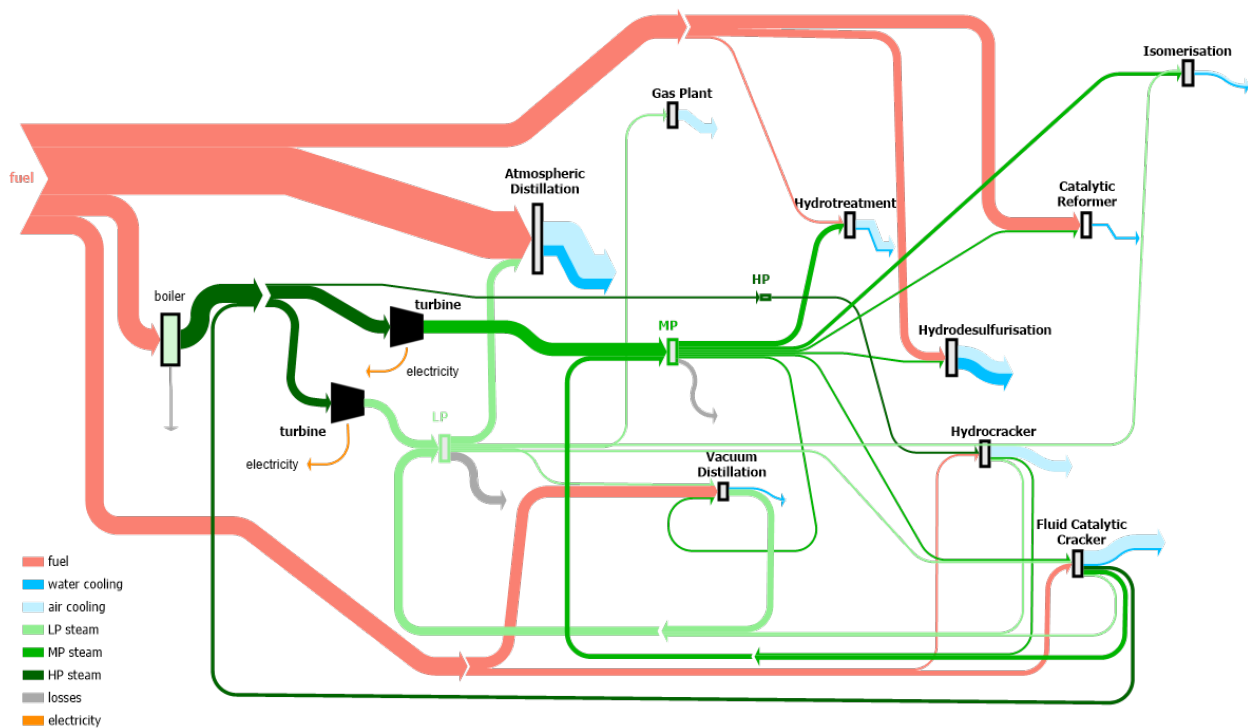 Isomerisation
Gas Plant
fuel
Atmospheric
Distillation
Hydrotreatment
Catalytic
Reformer
HP
boiler
turbine
MP
Hydrodesulfurisation
electricity
LP
turbine
Hydrocracker
electricity
Vacuum
Distillation
Fluid Catalytic
Cracker
fuel
water cooling
air cooling
LP steam
MP steam
HP steam
losses
electricity